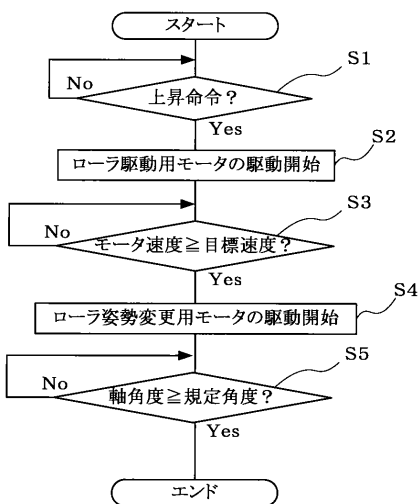 スタート
S1
No
上昇命令?
Yes
S2
ローラ駆動用モータの駆動開始
S3
No
モータ速度≧目標速度?
Yes
S4
ローラ姿勢変更用モータの駆動開始
S5
No
軸角度≧規定角度?
Yes
エンド